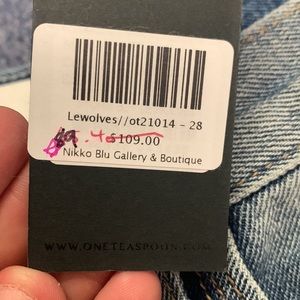 Lewolves//ot21014 - 28
$109.00
Nikko Blu Gallery & Boutique
WWW.ONETEASPOON.COM